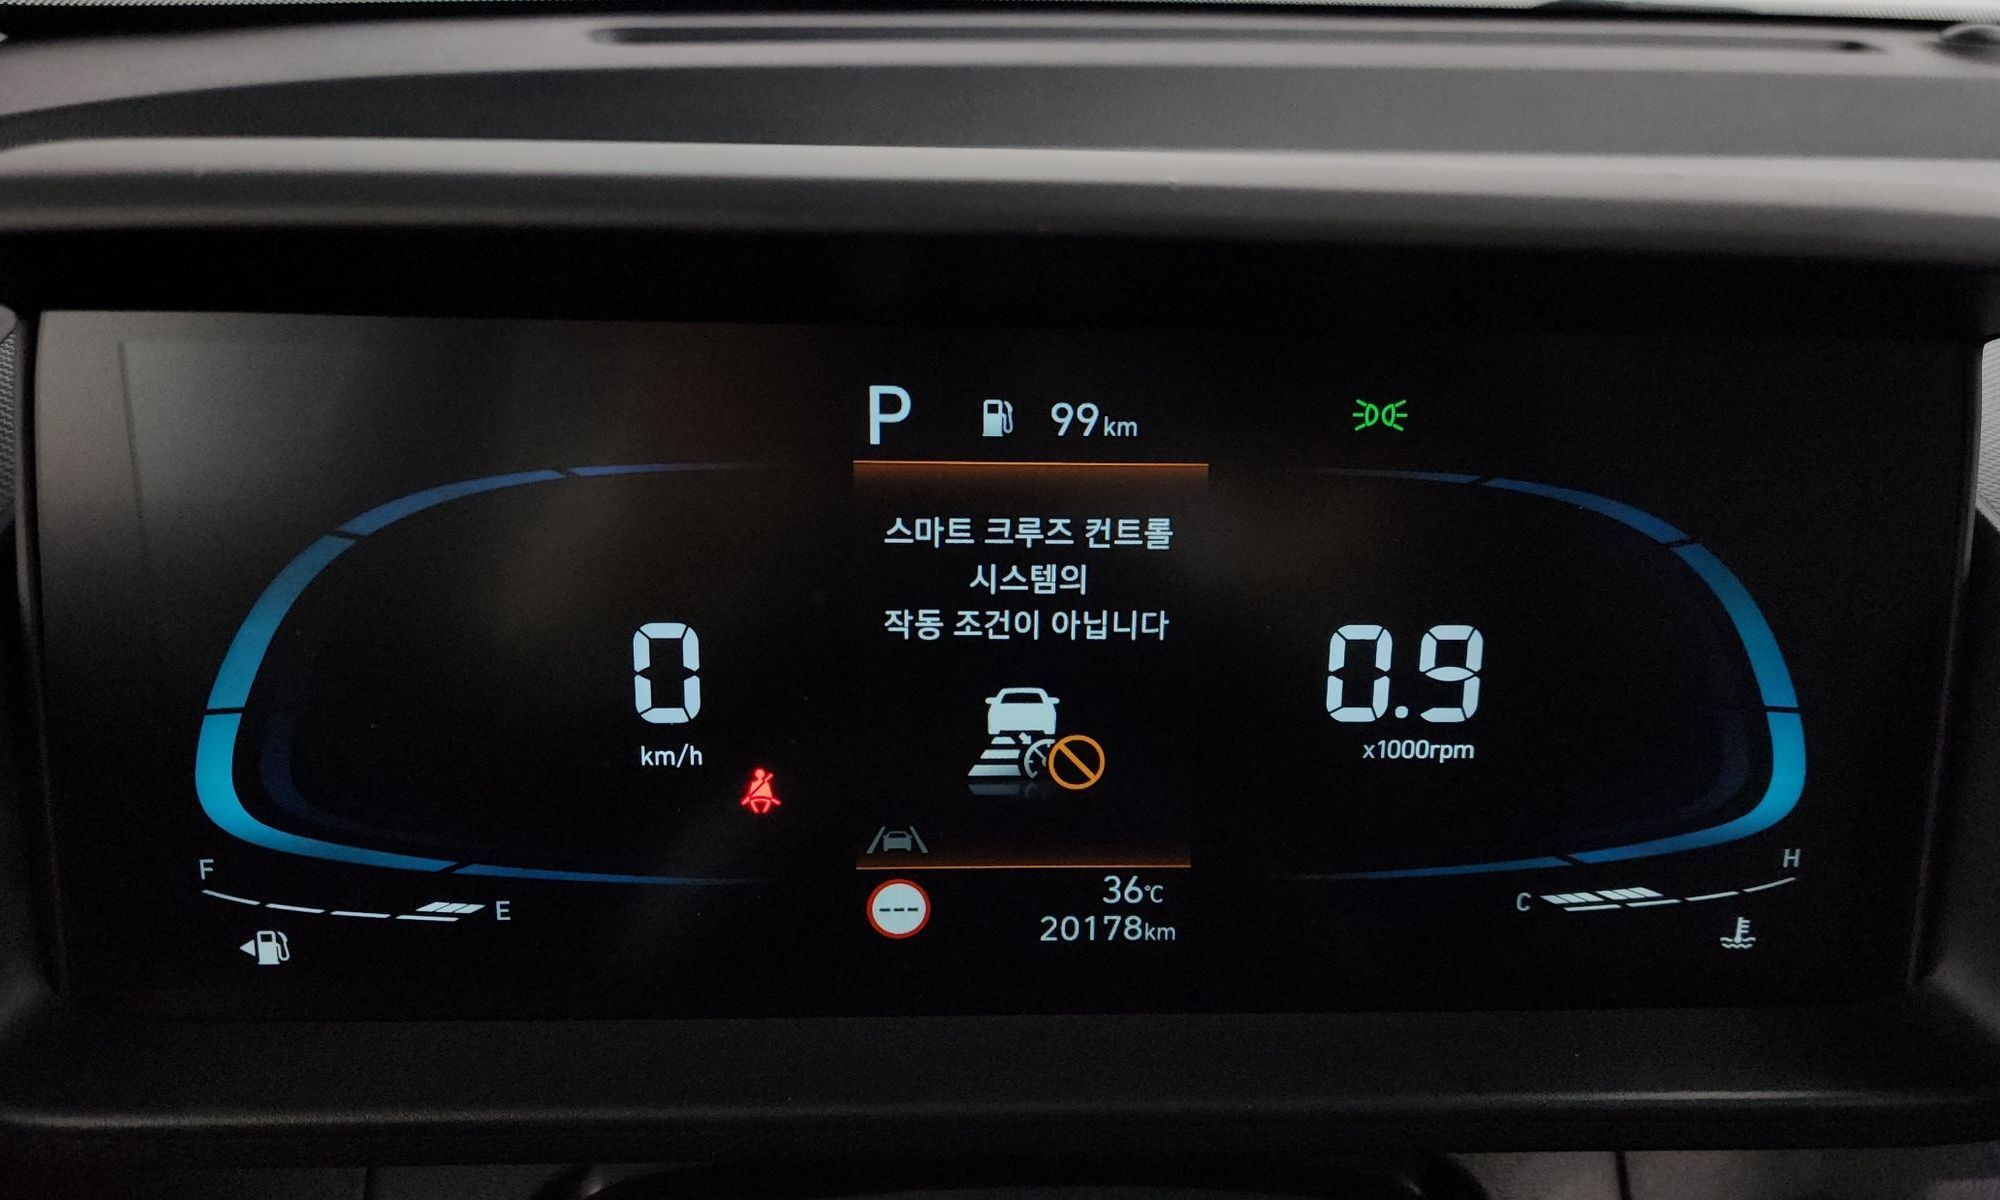 P 99km
스마트 크루즈 컨트롤
시스템의
작동 조건이 아닙니다
0
km/h
0.9
x1000rpm
F
E
C
H
---
36℃
20178km